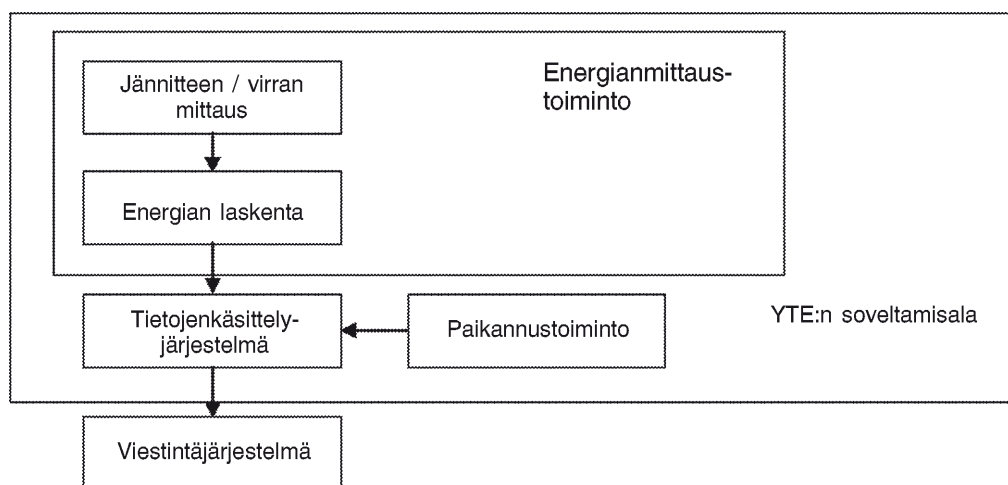 Jännitteen / virran
mittaus
Energianmittaus-
toiminto
Energian laskenta
Tietojenkäsittely-
järjestelmä
Paikannustoiminto
YTE:n soveltamisala
Viestintäjärjestelmä